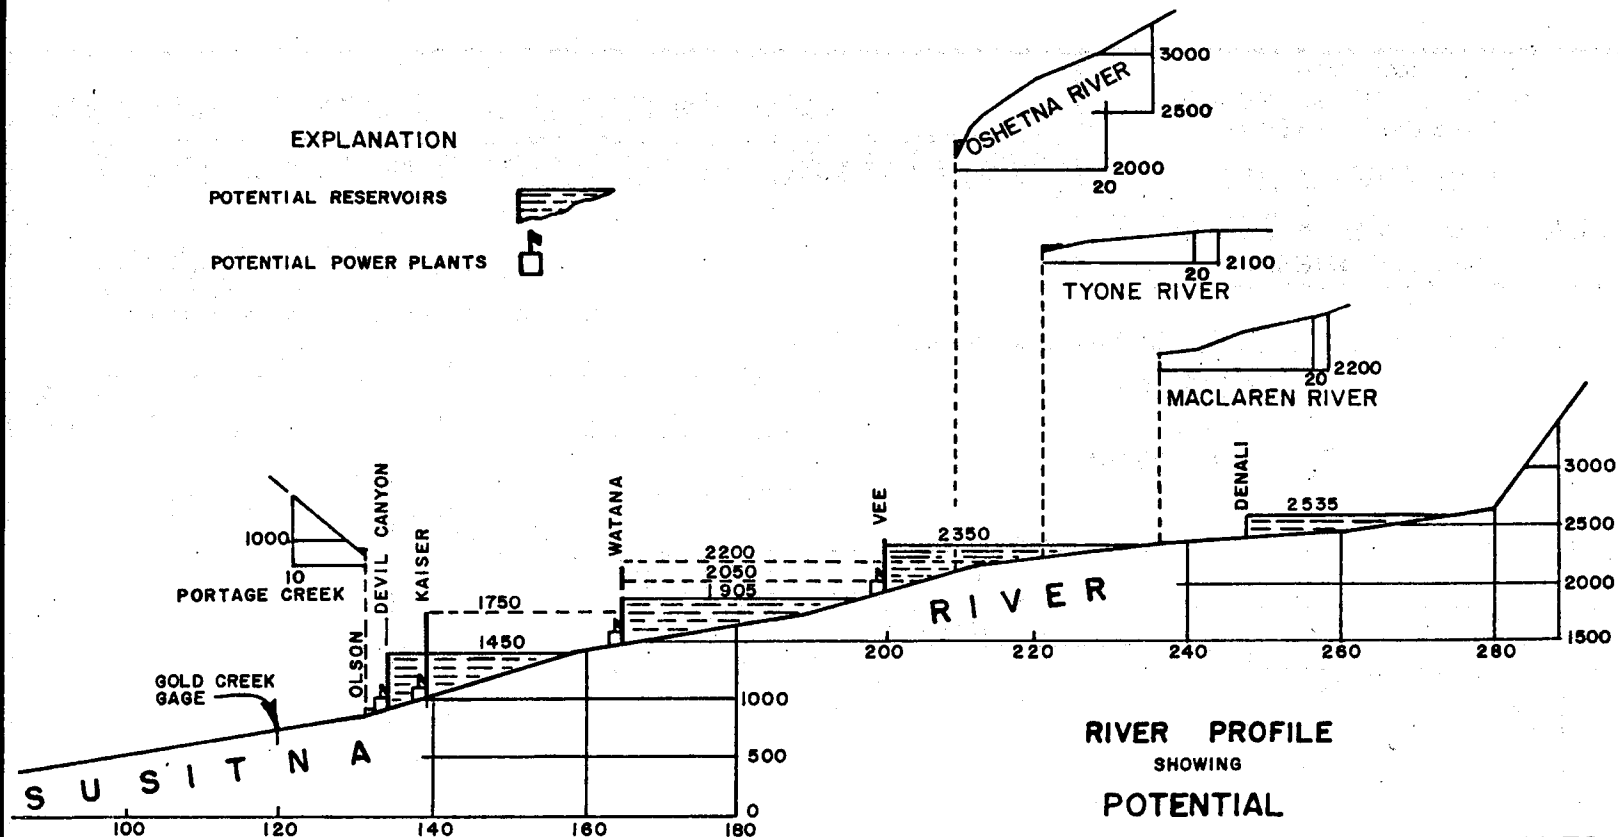 EXPLANATION
POTENTIAL RESERVOIRS
POTENTIAL POWER PLANTS
OSHETNA RIVER
3000
2500
2000
20
TYONE RIVER
20
2100
MACLAREN RIVER
20
2200
PORTAGE CREEK
1000
10
OLSON
DEVIL CANYON
KAISER
WATANA
VEE
DENALI
1750
1450
2200
2050
1905
2350
2535
GOLD CREEK
GAGE
SUSITNA
RIVER
3000
2500
2000
1500
200
220
240
260
280
1000
500
0
100
120
140
160
180
RIVER PROFILE
SHOWING
POTENTIAL